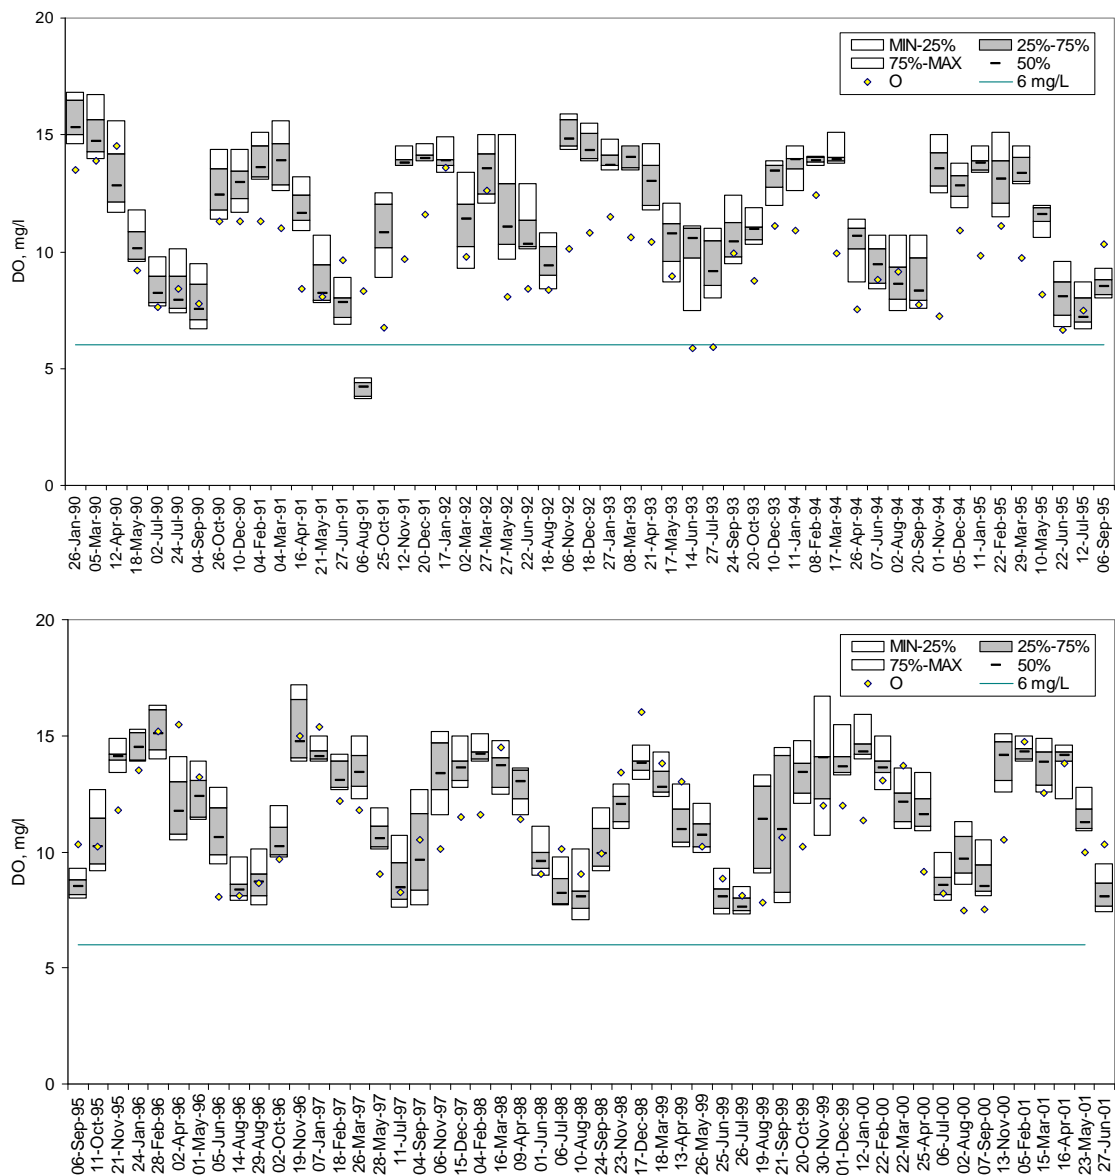 20
15
10
5
0
DO, mg/l
MIN-25% 25%-75%
75%-MAX 50%
O 6 mg/L
26-Jan-90
05-Mar-90
12-Apr-90
18-May-90
02-Jul-90
24-Jul-90
04-Sep-90
26-Oct-90
10-Dec-90
04-Feb-91
04-Mar-91
16-Apr-91
21-May-91
27-Jun-91
06-Aug-91
25-Oct-91
12-Nov-91
20-Dec-91
17-Jan-92
02-Mar-92
27-Mar-92
27-May-92
22-Jun-92
18-Aug-92
06-Nov-92
18-Dec-92
27-Jan-93
08-Mar-93
21-Apr-93
17-May-93
14-Jun-93
27-Jul-93
24-Sep-93
20-Oct-93
10-Dec-93
11-Jan-94
08-Feb-94
17-Mar-94
26-Apr-94
07-Jun-94
02-Aug-94
20-Sep-94
01-Nov-94
05-Dec-94
11-Jan-95
22-Feb-95
29-Mar-95
10-May-95
22-Jun-95
12-Jul-95
06-Sep-95
20
15
10
5
0
DO, mg/l
MIN-25% 25%-75%
75%-MAX 50%
O 6 mg/L
06-Sep-95
11-Oct-95
21-Nov-95
24-Jan-96
28-Feb-96
02-Apr-96
01-May-96
05-Jun-96
14-Aug-96
29-Aug-96
02-Oct-96
19-Nov-96
07-Jan-97
18-Feb-97
26-Mar-97
28-May-97
11-Jul-97
04-Sep-97
06-Nov-97
15-Dec-97
04-Feb-98
16-Mar-98
09-Apr-98
01-Jun-98
06-Jul-98
10-Aug-98
24-Sep-98
23-Nov-98
17-Dec-98
18-Mar-99
13-Apr-99
26-May-99
25-Jun-99
26-Jul-99
19-Aug-99
21-Sep-99
20-Oct-99
30-Nov-99
01-Dec-99
12-Jan-00
22-Feb-00
22-Mar-00
25-Apr-00
06-Jul-00
02-Aug-00
07-Sep-00
13-Nov-00
05-Feb-01
15-Mar-01
16-Apr-01
23-May-01
27-Jun-01